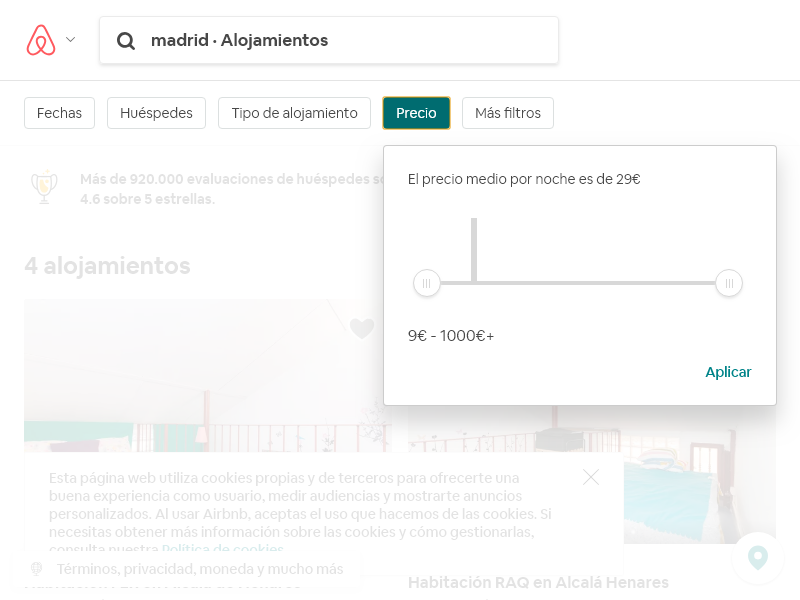 madrid · Alojamientos
Fechas
Huéspedes
Tipo de alojamiento
Precio
Más filtros
El precio medio por noche es de 29€
9€ - 1000€+
Aplicar
Más de 920.000 evaluaciones de huéspedes
4.6 sobre 5 estrellas.
4 alojamientos
Esta página web utiliza cookies propias y de terceros para ofrecerte una
buena experiencia como usuario, medir audiencias y mostrarte anuncios
personalizados. Al usar Airbnb, aceptas el uso que hacemos de las cookies. Si
necesitas obtener más información sobre las cookies y cómo gestionarlas,
consulta nuestra Política de cookies
Términos, privacidad, moneda y mucho más
Habitación RAQ en Alcalá Henares